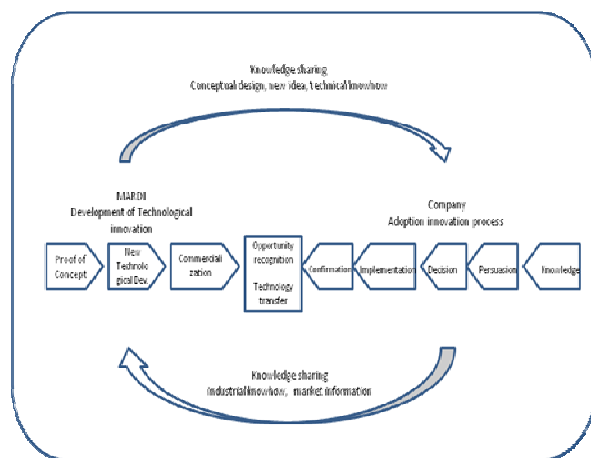 Knowledge sharing
Conceptual design, new idea, technical knowhow
MARDI
Development of Technological
innovation
Company
Adoption innovation process
Proof of
Concept
New
Technolo
gical Dev.
Commerciali
zation
Opportunity
recognition
Technology
transfer
Confirmation
Implementation
Decision
Persuasion
Knowledge
Knowledge sharing
Industrial knowhow, market information